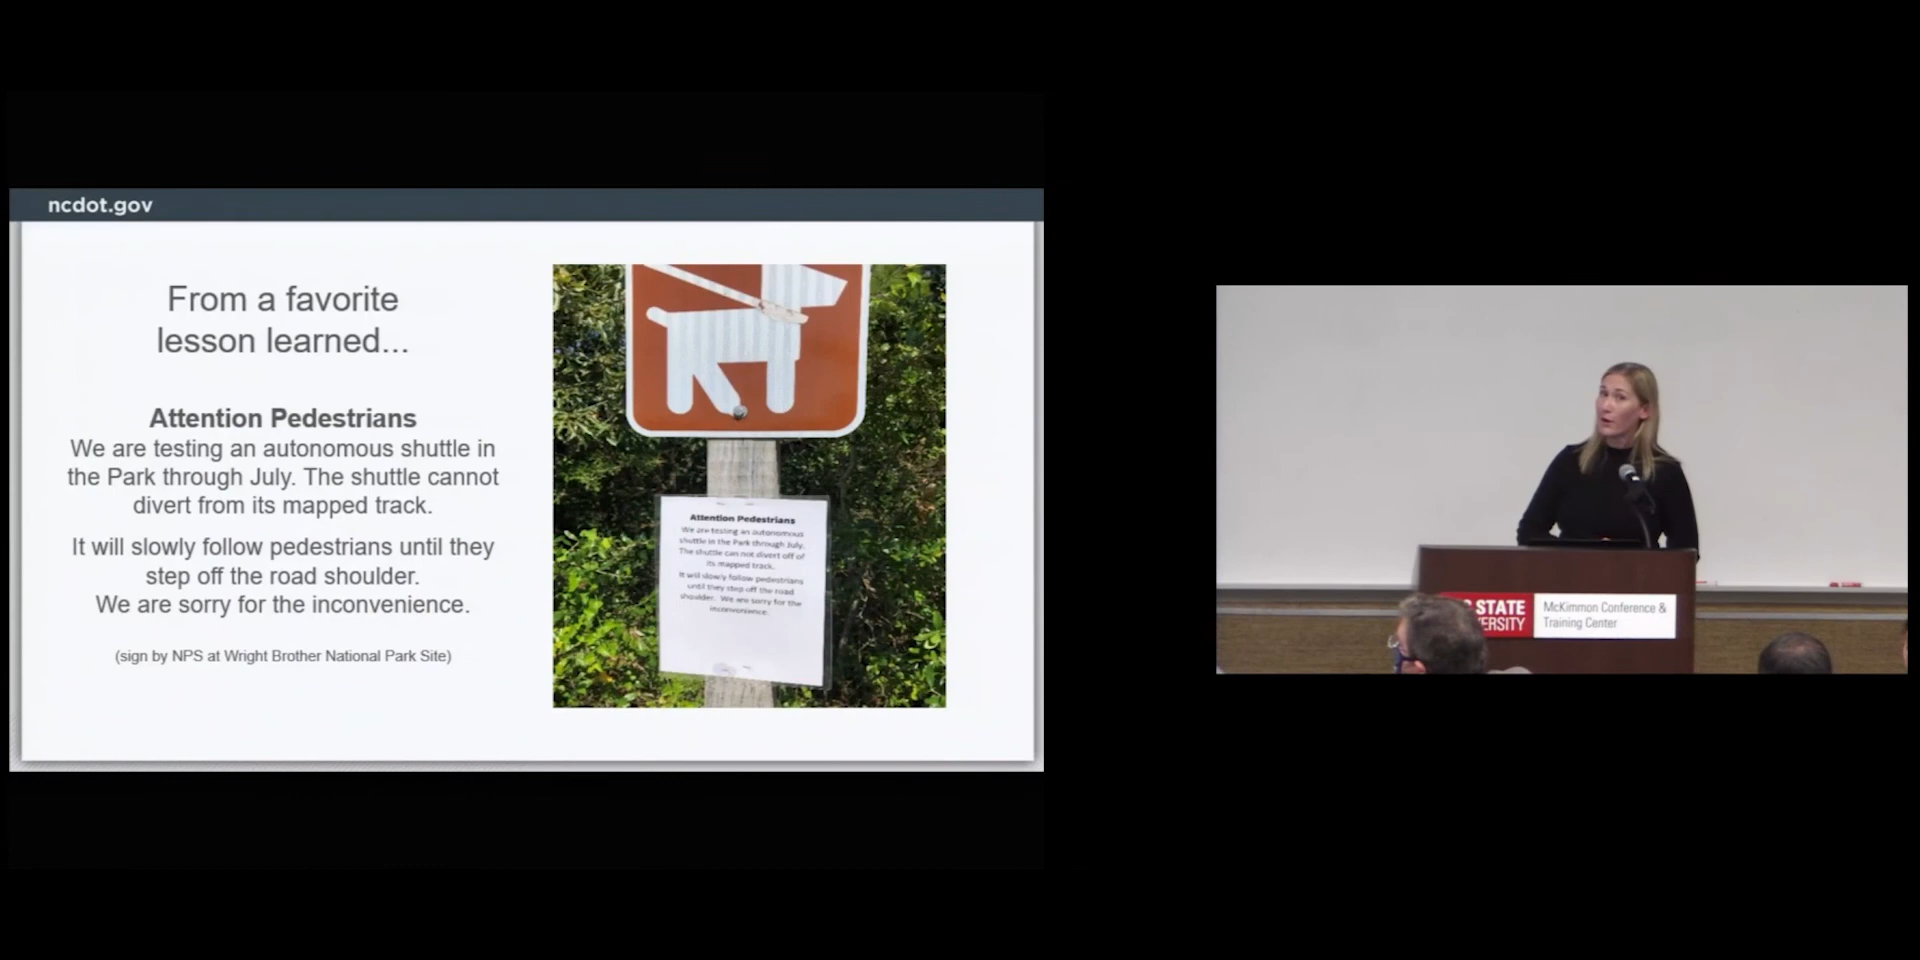 ncdot.gov
From a favorite
lesson learned...
Attention Pedestrians
We are testing an autonomous shuttle in
the Park through July. The shuttle cannot
divert from its mapped track.
It will slowly follow pedestrians until they
step off the road shoulder.
We are sorry for the inconvenience.
(sign by NPS at Wright Brother National Park Site)
Attention Pedestrians
We are testing an autonomous
shuttle in the Park through July.
The shuttle can not divert off of
its mapped track.
It will slowly follow pedestrians
until they step off the road
shoulder. We are sorry for the
inconvenience.
STATE
ERSITY
McKimmon Conference &
Training Center